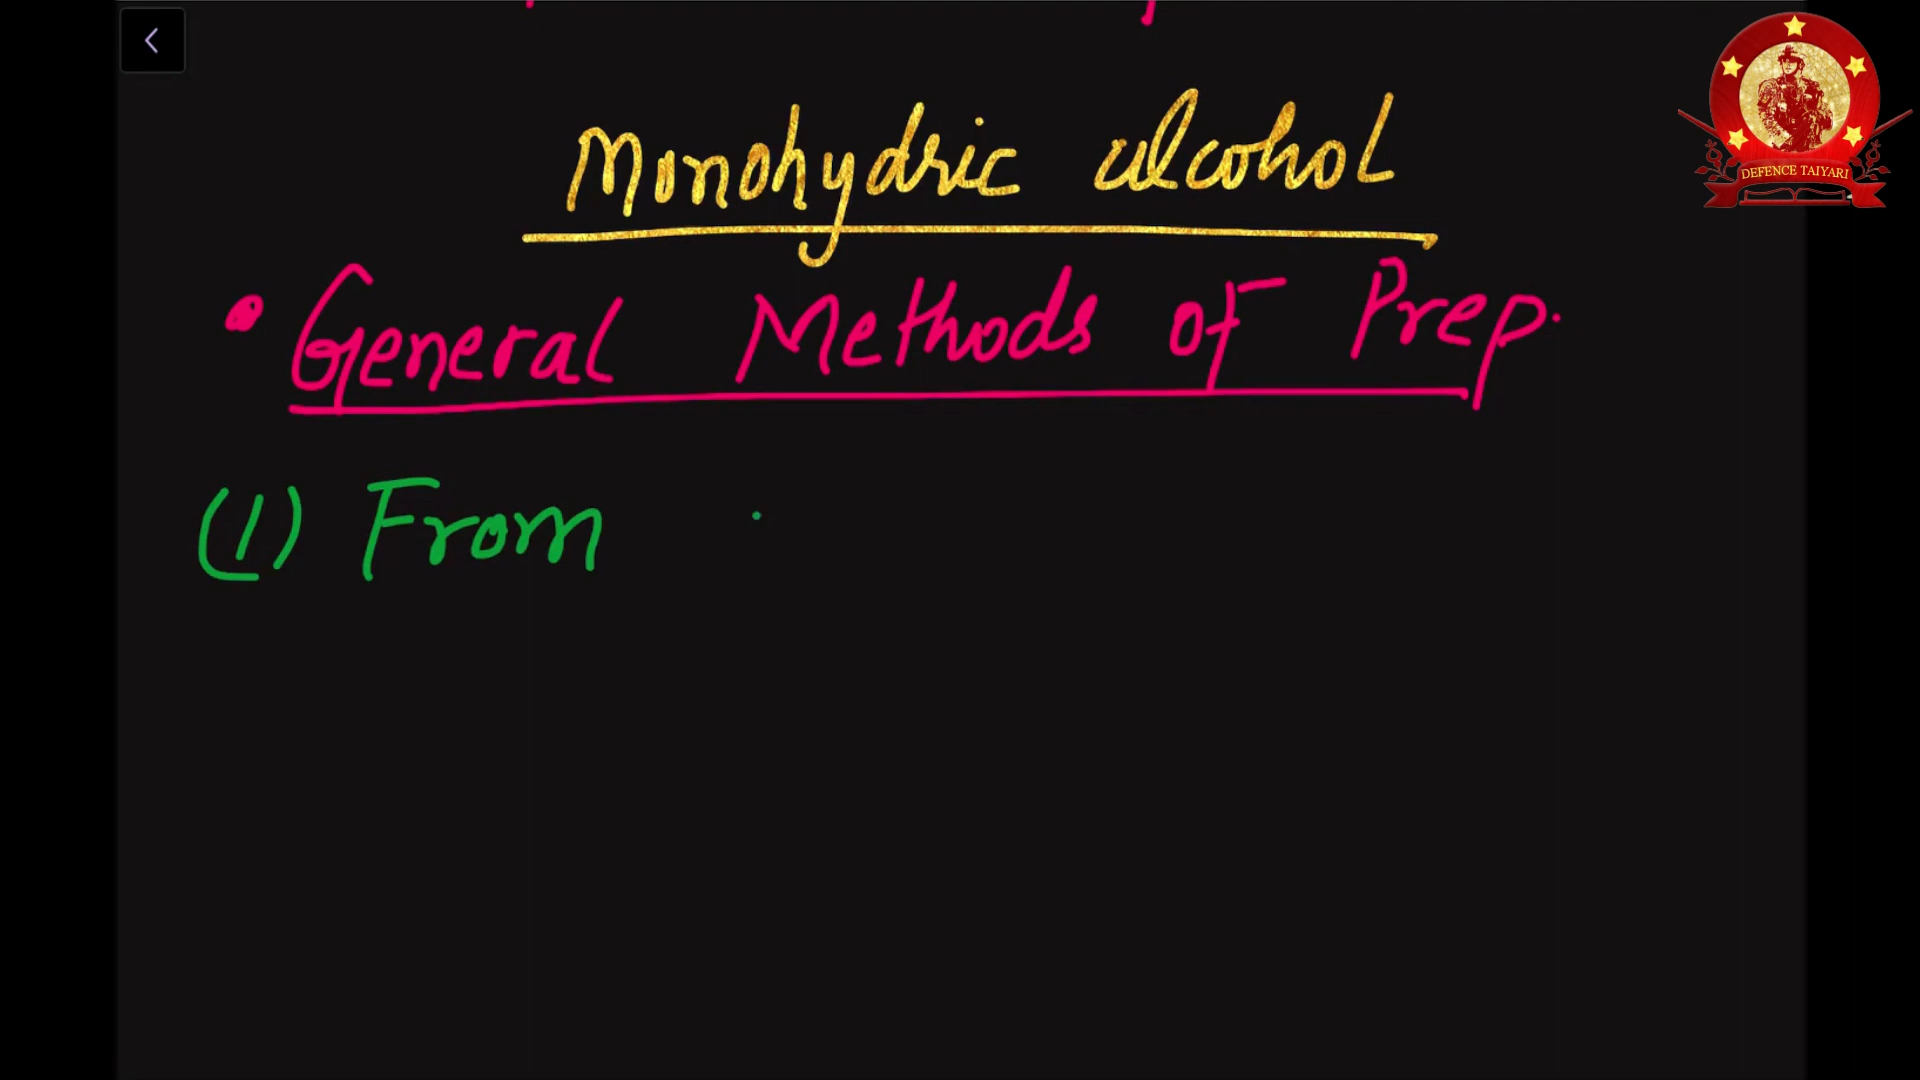 DEFENCE TAIYARI
Monohydric alcohol
• General Methods of Prep.
(1) From